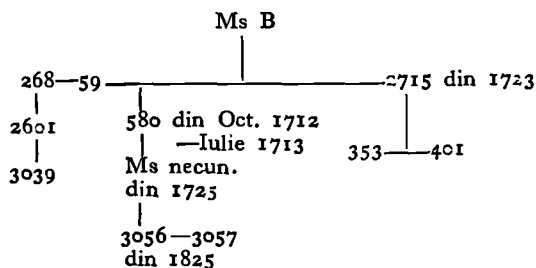 Ms B
268—59 2715 din 1723
2601 580 din Oct. 1712
—Iulie 1713
353—401
3039 Ms necun.
din 1725
3056—3057
din 1825